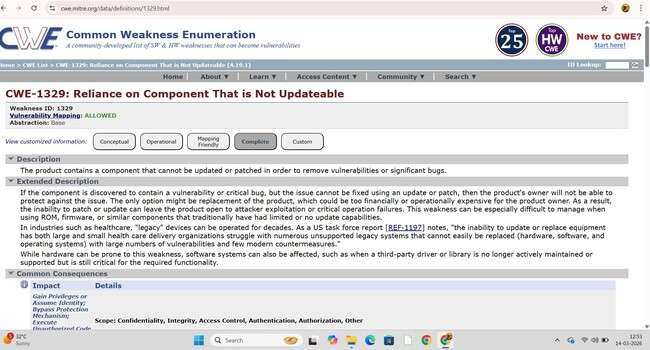 cwe.mitre.org/data/definitions/1329.html
CWE
Common Weakness Enumeration
A community-developed list of SW & HW weaknesses that can become vulnerabilities
Top 25
Top HW CWE
New to CWE?
Start here!
Home > CWE List > CWE-1329: Reliance on Component That is Not Updateable (4.19.1)
ID Lookup:
Home | About ▼ | Learn ▼ | Access Content ▼ | Community ▼ | Search ▼
CWE-1329: Reliance on Component That is Not Updateable
Weakness ID: 1329
Vulnerability Mapping: ALLOWED
Abstraction: Base
View customized information:
Conceptual
Operational
Mapping Friendly
Complete
Custom
▼ Description
The product contains a component that cannot be updated or patched in order to remove vulnerabilities or significant bugs.
▼ Extended Description
If the component is discovered to contain a vulnerability or critical bug, but the issue cannot be fixed using an update or patch, then the product's owner will not be able to
protect against the issue. The only option might be replacement of the product, which could be too financially or operationally expensive for the product owner. As a result,
the inability to patch or update can leave the product open to attacker exploitation or critical operation failures. This weakness can be especially difficult to manage when
using ROM, firmware, or similar components that traditionally have had limited or no update capabilities.
In industries such as healthcare, "legacy" devices can be operated for decades. As a US task force report [REF-1197] notes, "the inability to update or replace equipment
has both large and small health care delivery organizations struggle with numerous unsupported legacy systems that cannot easily be replaced (hardware, software, and
operating systems) with large numbers of vulnerabilities and few modern countermeasures."
While hardware can be prone to this weakness, software systems can also be affected, such as when a third-party driver or library is no longer actively maintained or
supported but is still critical for the required functionality.
▼ Common Consequences
Impact Details
Gain Privileges or
Assume Identity;
Bypass Protection
Mechanism;
Execute
Unauthorized Code
Scope: Confidentiality, Integrity, Access Control, Authentication, Authorization, Other
32°C
Sunny
Search
12:53
14-03-2026